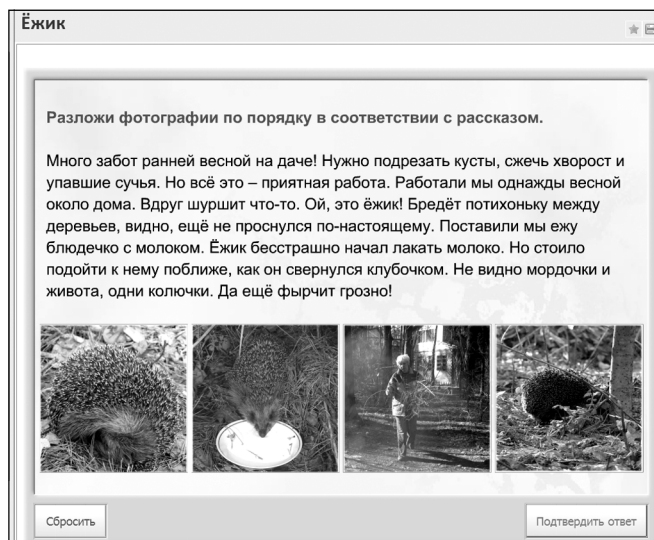 Ёжик
Разложи фотографии по порядку в соответствии с рассказом.
Много забот ранней весной на даче! Нужно подрезать кусты, сжечь хворост и
упавшие сучья. Но всё это – приятная работа. Работали мы однажды весной
около дома. Вдруг шуршит что-то. Ой, это ёжик! Бредёт потихоньку между
деревьев, видно, ещё не проснулся по-настоящему. Поставили мы ежу
блюдечко с молоком. Ёжик бесстрашно начал лакать молоко. Но стоило
подойти к нему поближе, как он свернулся клубочком. Не видно мордочки и
живота, одни колючки. Да ещё фырчит грозно!
Сбросить
Подтвердить ответ